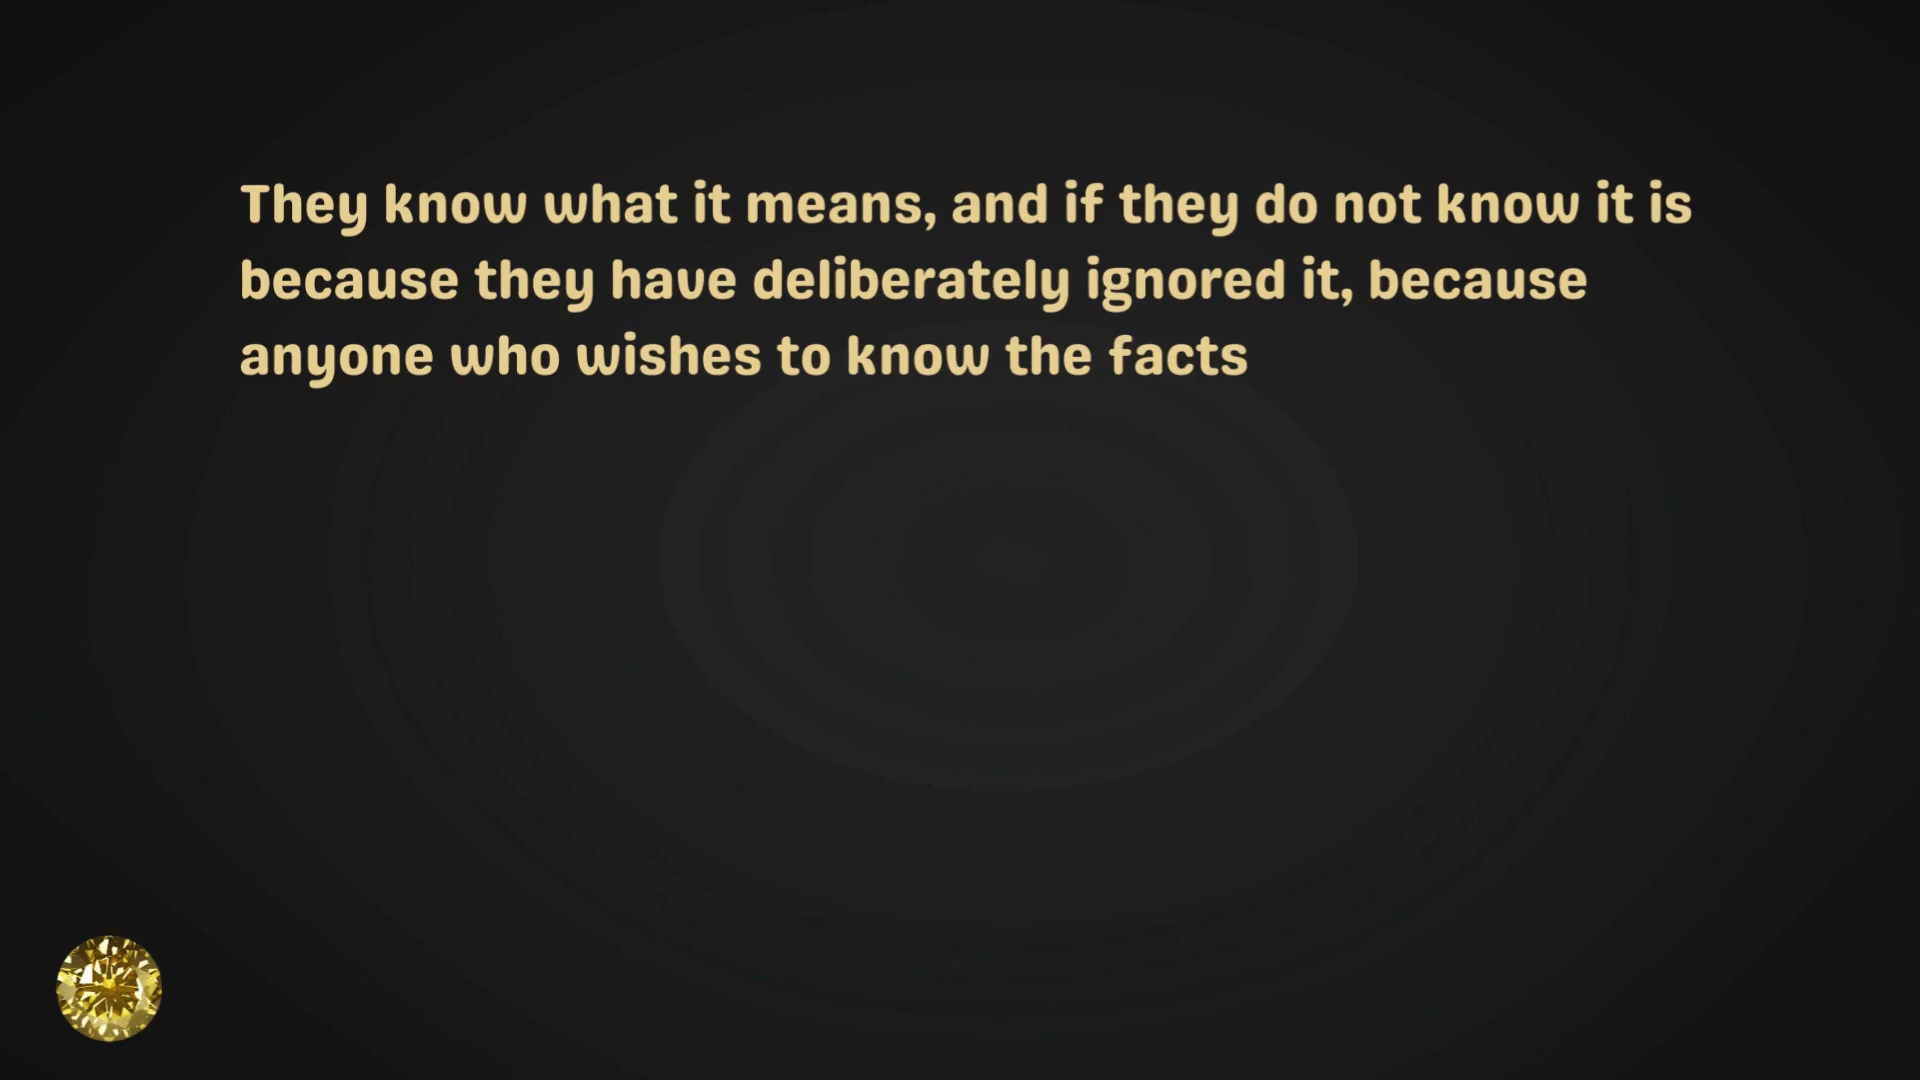 They know what it means, and if they do not know it is
because they have deliberately ignored it, because
anyone who wishes to know the facts